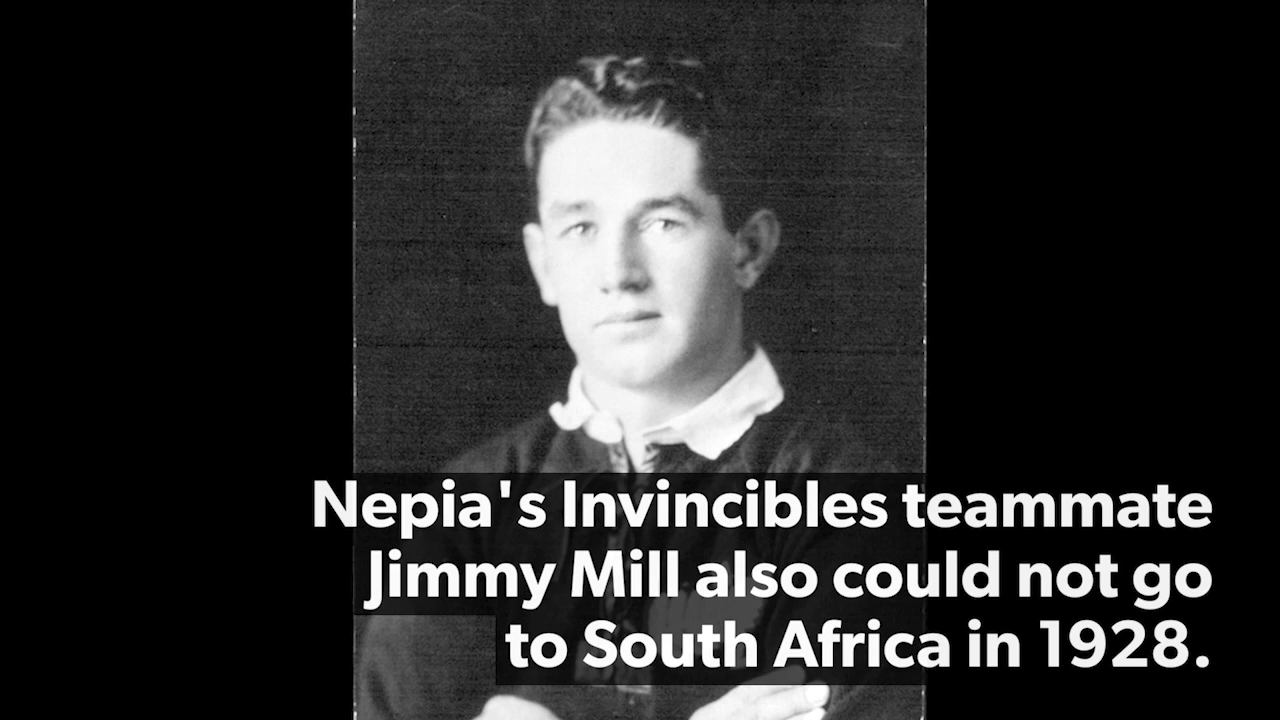 Nepia's Invincibles teammate
Jimmy Mill also could not go
to South Africa in 1928.